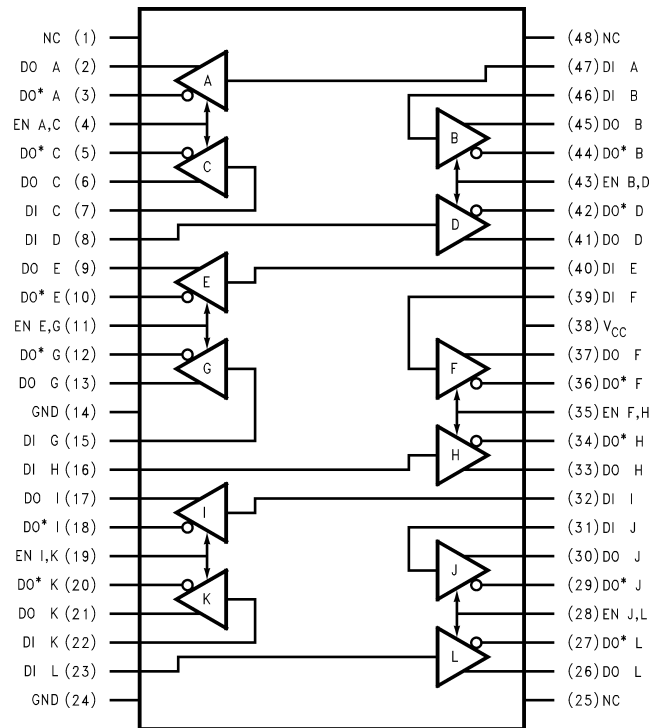 NC (1)
DO A (2)
DO* A (3)
EN A,C (4)
DO* C (5)
DO C (6)
DI C (7)
DI D (8)
DO E (9)
DO* E (10)
EN E,G (11)
DO* G (12)
DO G (13)
GND (14)
DI G (15)
DI H (16)
DO I (17)
DO* I (18)
EN I,K (19)
DO* K (20)
DO K (21)
DI K (22)
DI L (23)
GND (24)
A
C
E
G
I
K
B
D
F
H
J
L
(48) NC
(47) DI A
(46) DI B
(45) DO B
(44) DO* B
(43) EN B,D
(42) DO* D
(41) DO D
(40) DI E
(39) DI F
(38) VCC
(37) DO F
(36) DO* F
(35) EN F,H
(34) DO* H
(33) DO H
(32) DI I
(31) DI J
(30) DO J
(29) DO* J
(28) EN J,L
(27) DO* L
(26) DO L
(25) NC